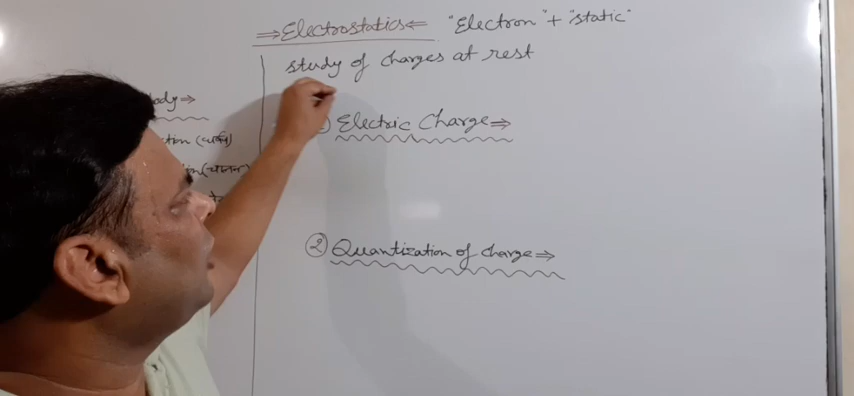 ⇒Electrostatics⇐ "Electron" + "static"
study of charges at rest
Electric Charge⇒
② Quantization of charge⇒